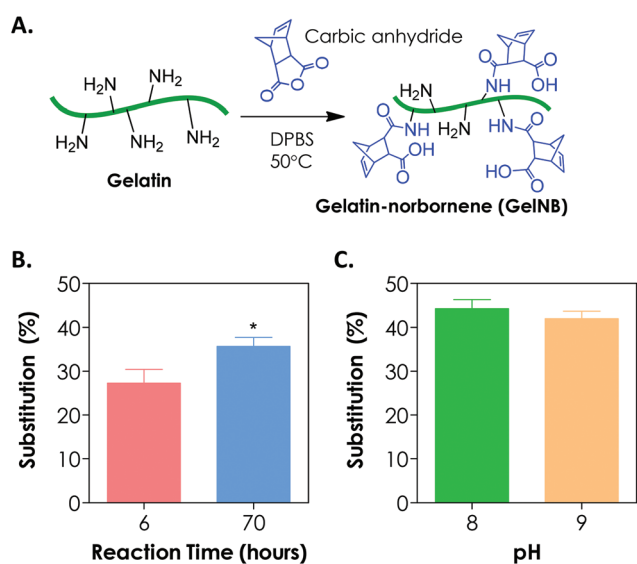 A.
Carbic anhydride
O
O
O
H₂N
NH₂
H₂N
H₂N
NH₂
NH₂
Gelatin
DPBS
50°C
O
O
NH
OH
H₂N
O
NH
H₂N
HN
O
OH
O
HO
O
Gelatin-norbornene (GelNB)
B.
Substitution (%)
50
40
30
20
10
0
*
6
70
Reaction Time (hours)
C.
Substitution (%)
50
40
30
20
10
0
8
9
pH